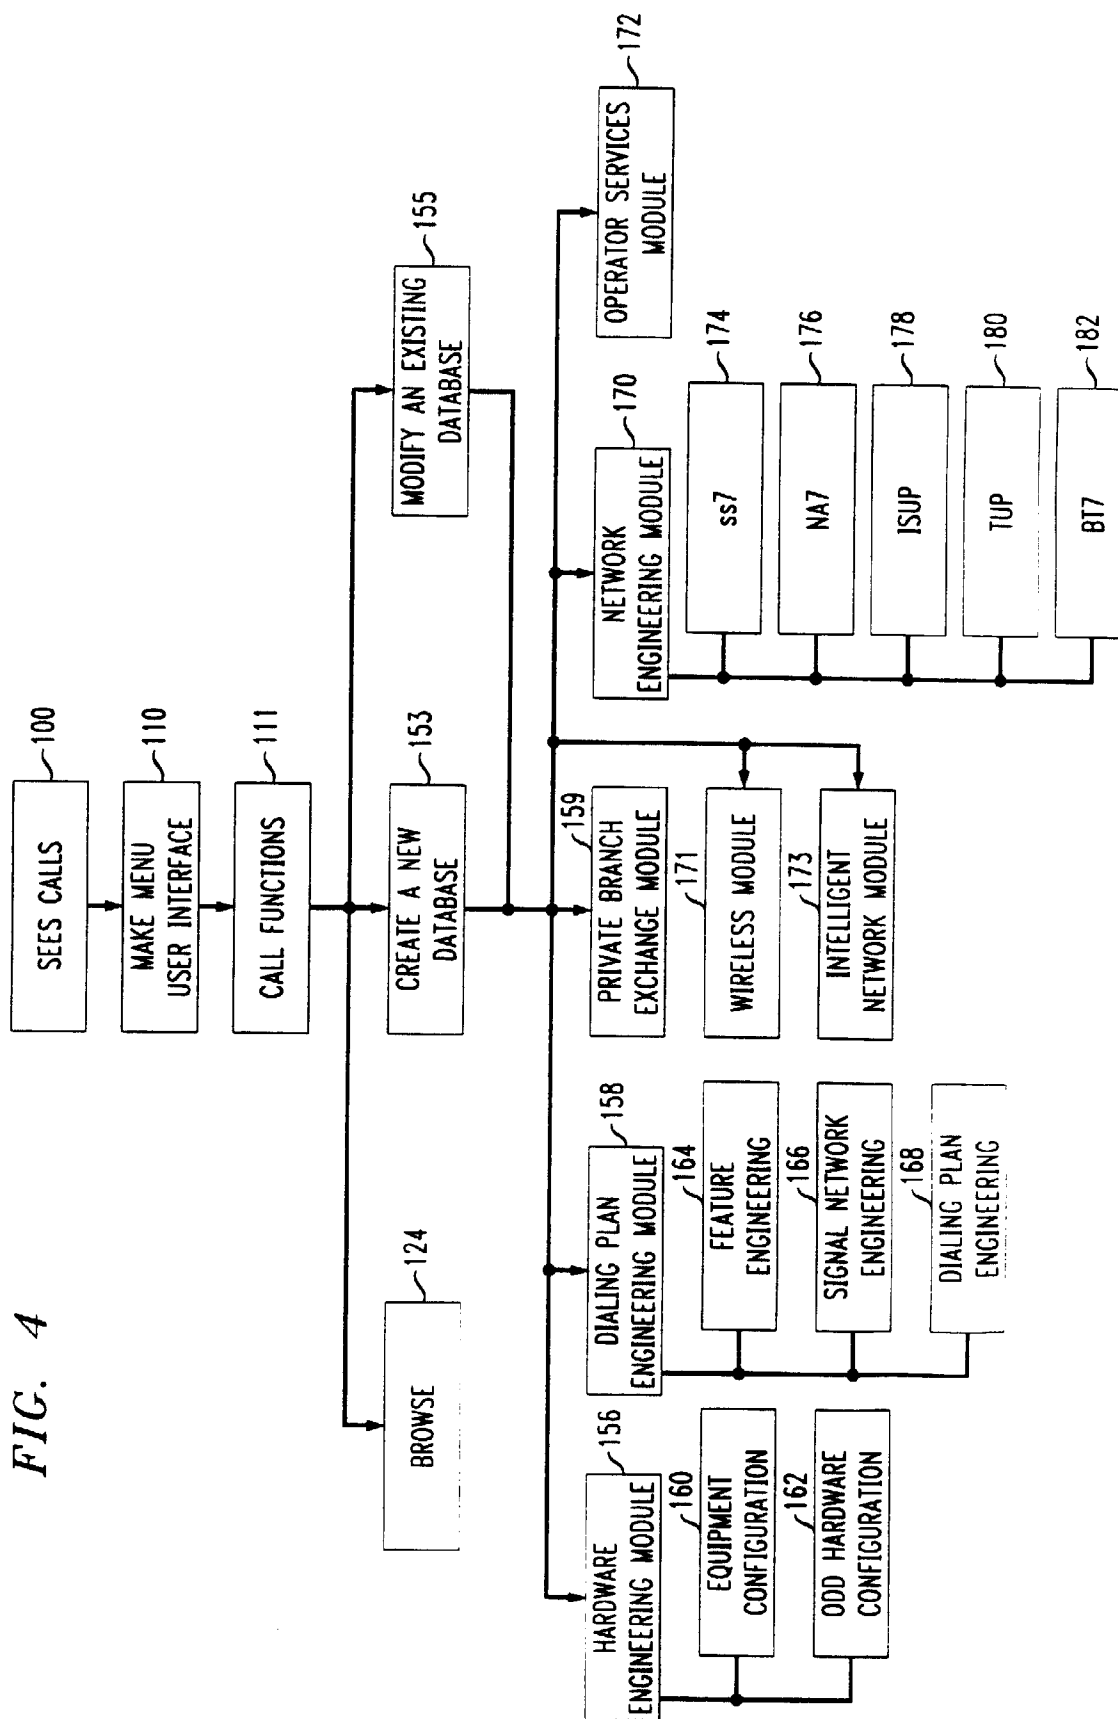 FIG. 4
SEES CALLS
100
MAKE MENU
USER INTERFACE
110
CALL FUNCTIONS
111
BROWSE
124
CREATE A NEW
DATABASE
153
MODIFY AN EXISTING
DATABASE
155
HARDWARE
ENGINEERING MODULE
156
160
EQUIPMENT
CONFIGURATION
162
ODD HARDWARE
CONFIGURATION
DIALING PLAN
ENGINEERING MODULE
158
164
FEATURE
ENGINEERING
166
SIGNAL NETWORK
ENGINEERING
168
DIALING PLAN
ENGINEERING
PRIVATE BRANCH
EXCHANGE MODULE
159
171
WIRELESS MODULE
173
INTELLIGENT
NETWORK MODULE
NETWORK
ENGINEERING MODULE
170
ss7
174
NA7
176
ISUP
178
TUP
180
BT7
182
OPERATOR SERVICES
MODULE
172